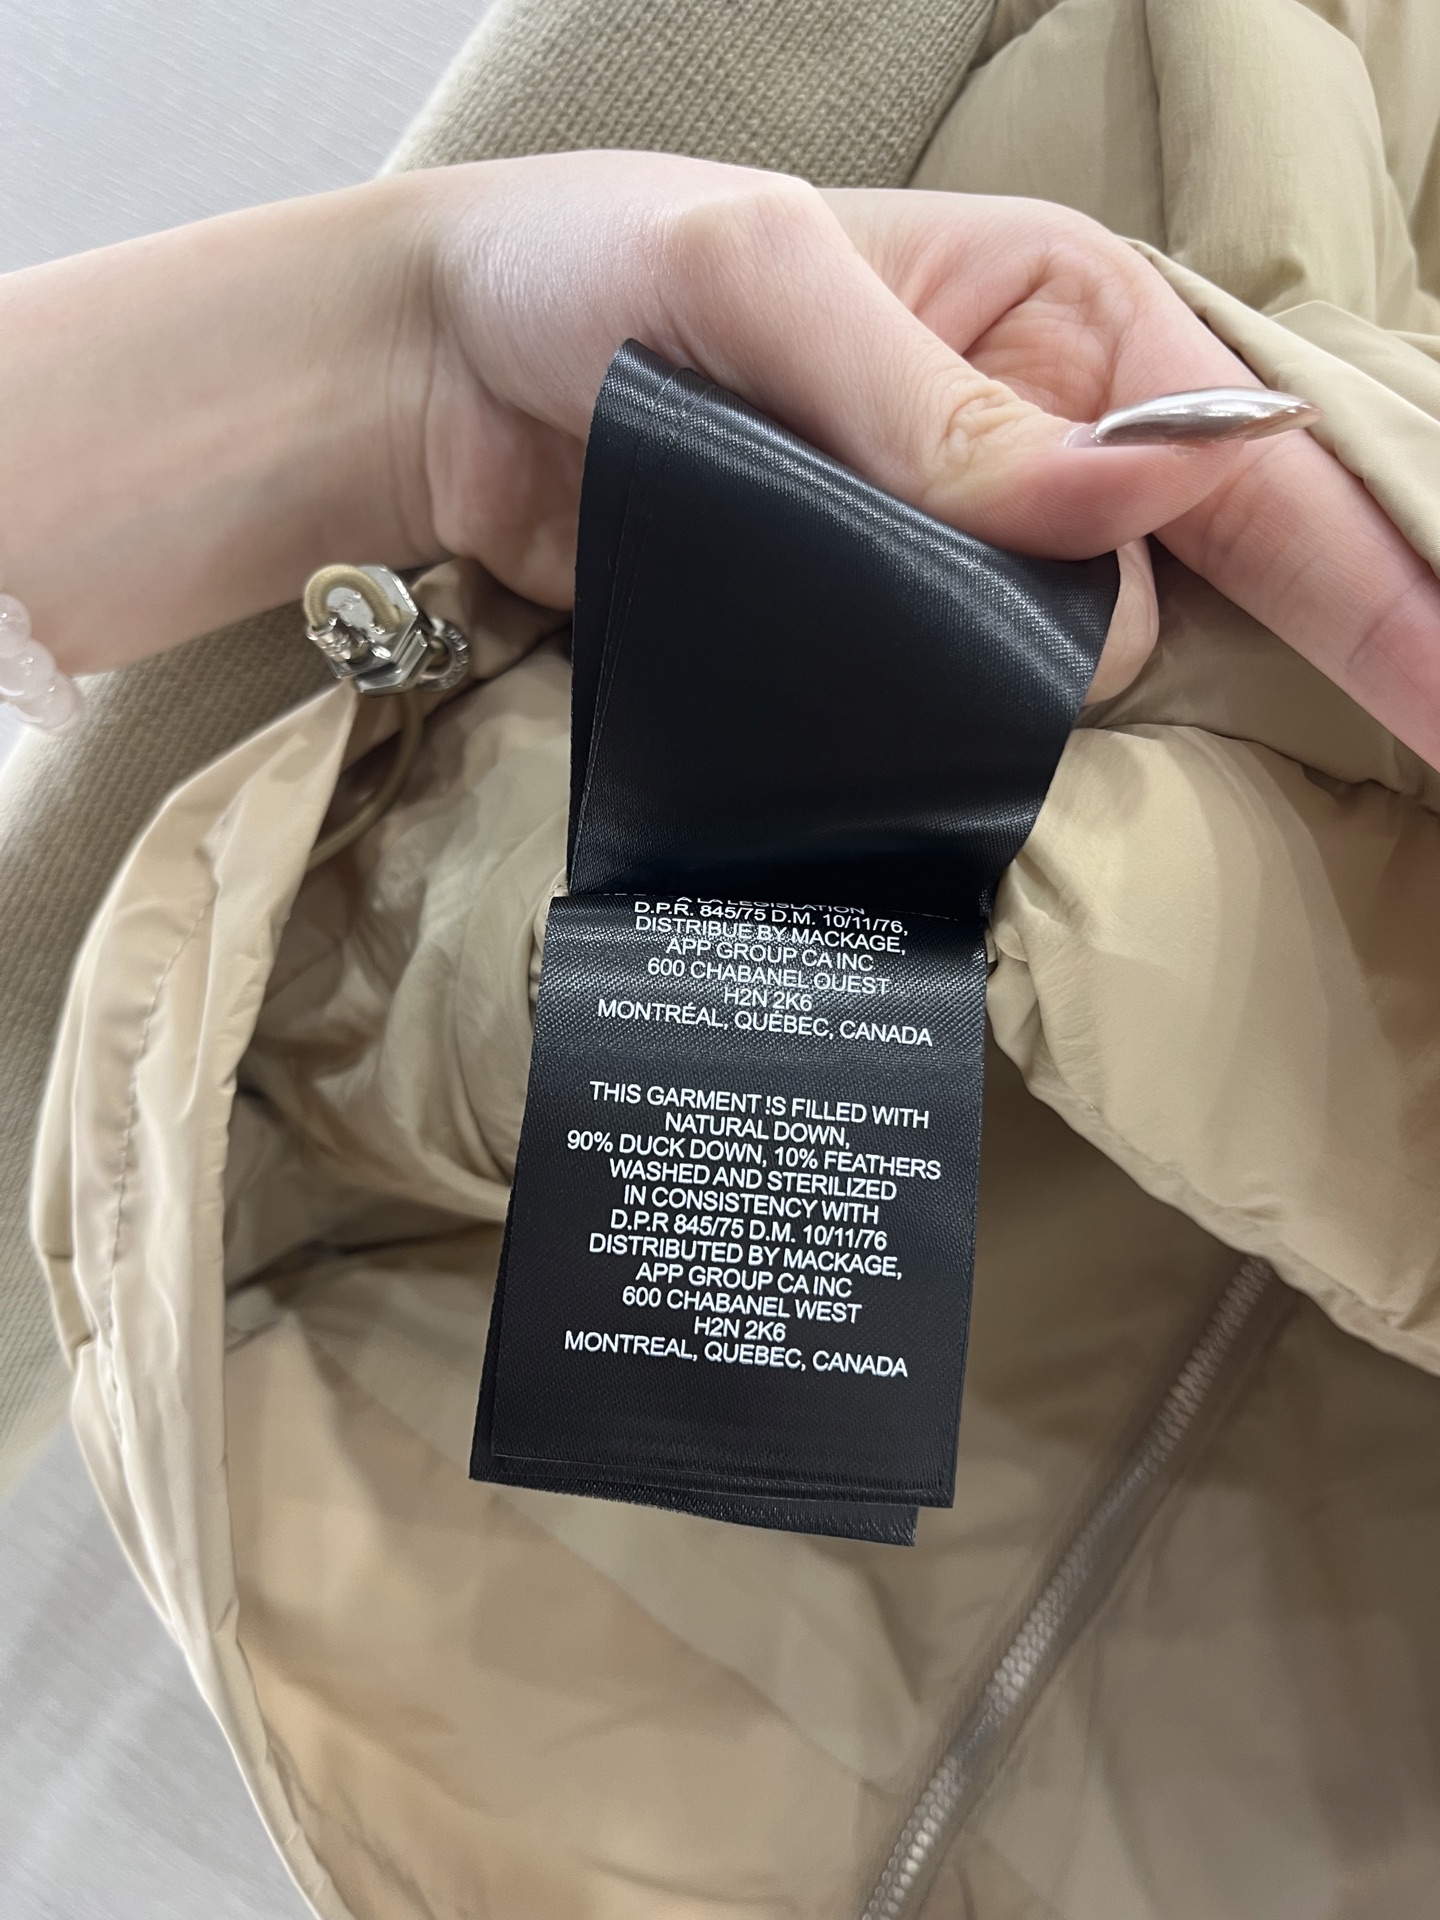 À LA LEGISLATION
D.P.R. 845/75 D.M. 10/11/76,
DISTRIBUE BY MACKAGE,
APP GROUP CA INC
600 CHABANEL OUEST
H2N 2K6
MONTRÉAL, QUÉBEC, CANADA
THIS GARMENT IS FILLED WITH
NATURAL DOWN,
90% DUCK DOWN, 10% FEATHERS
WASHED AND STERILIZED
IN CONSISTENCY WITH
D.P.R 845/75 D.M. 10/11/76
DISTRIBUTED BY MACKAGE,
APP GROUP CA INC
600 CHABANEL WEST
H2N 2K6
MONTREAL, QUEBEC, CANADA